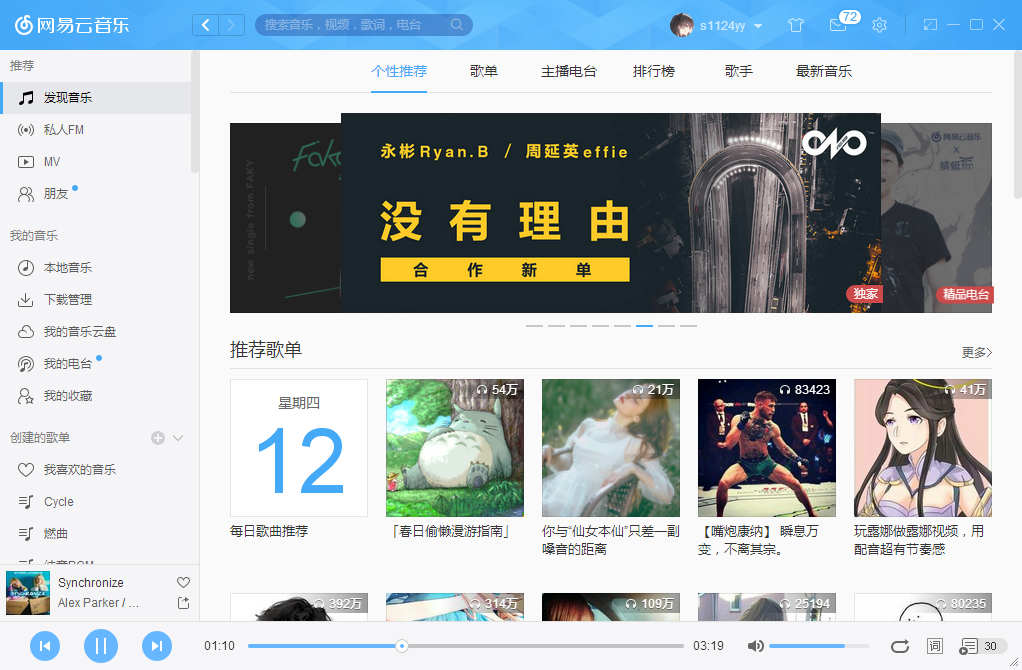 网易云音乐
搜索音乐，视频，歌词，电台
s1124yy
72
推荐
发现音乐
私人FM
MV
朋友
我的音乐
本地音乐
下载管理
我的音乐云盘
我的电台
我的收藏
创建的歌单
我喜欢的音乐
Cycle
燃曲
个性推荐
歌单
主播电台
排行榜
歌手
最新音乐
new single from FAKY
永彬Ryan.B / 周延英effie
没有理由
合作新单
独家
网易云音乐
×
精品电台
推荐歌单
更多>
星期四
12
每日歌曲推荐
54万
「春日偷懒漫游指南」
21万
你与“仙女本仙”只差一副
嗓音的距离
83423
【嘴炮康纳】 瞬息万
变，不离其宗。
41万
玩露娜做露娜视频，用
配音超有节奏感
392万
314万
109万
25194
80235
Synchronize
Alex Parker / ...
01:10
03:19
词
30